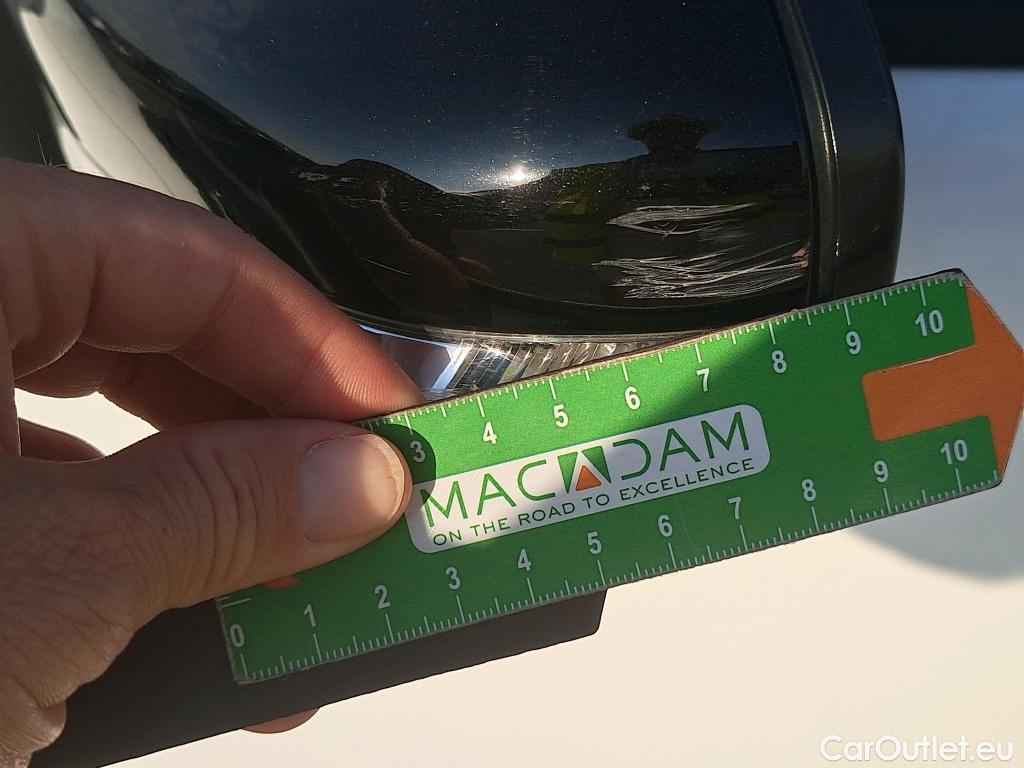 3 4 5 6 7 8 9 10
MACADAM
ON THE ROAD TO EXCELLENCE
0 1 2 3 4 5 6 7 8 9 10
CarOutlet.eu